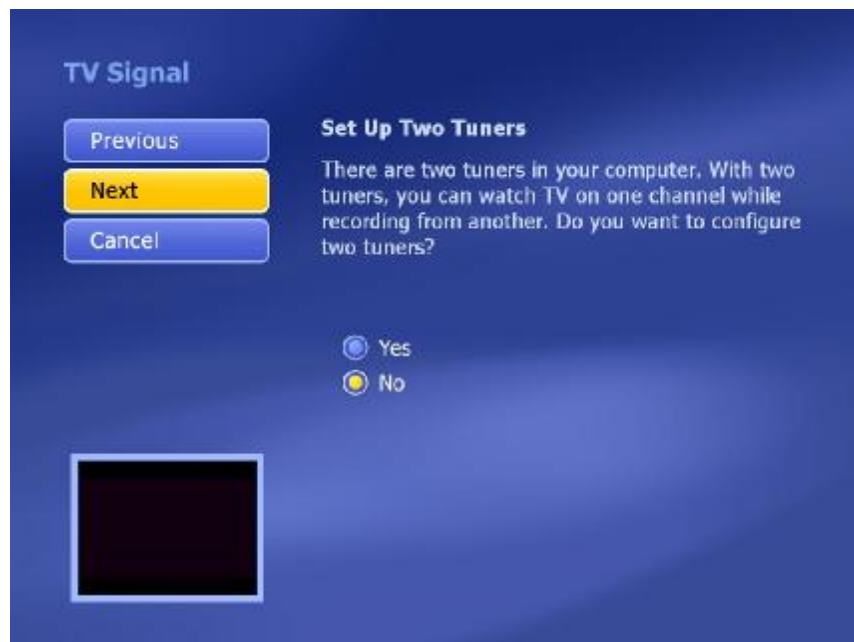 TV Signal
Previous
Next
Cancel
Set Up Two Tuners
There are two tuners in your computer. With two
tuners, you can watch TV on one channel while
recording from another. Do you want to configure
two tuners?
Yes
No